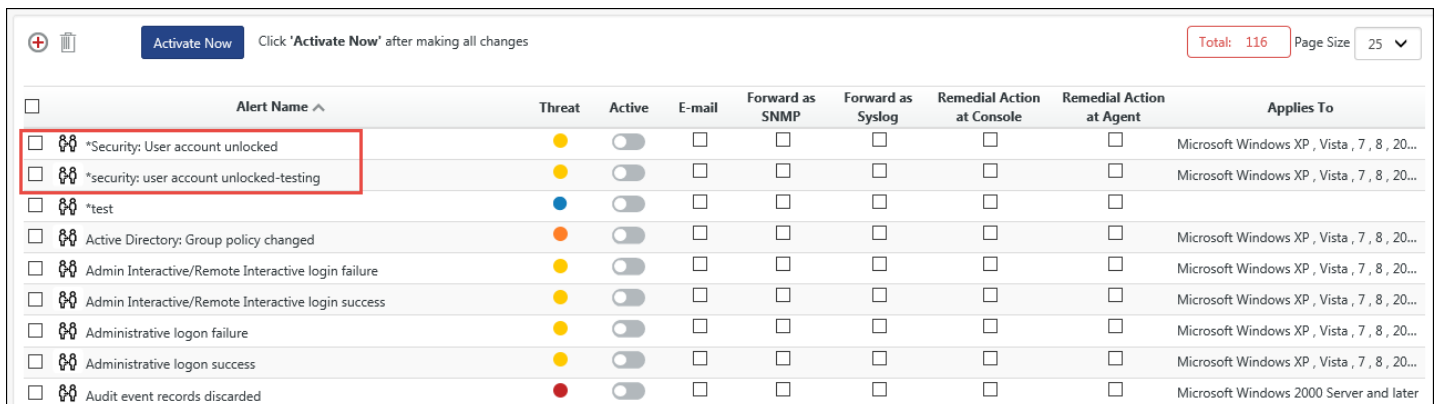 Activate Now Click 'Activate Now' after making all changes Total: 116 Page Size 25
Alert Name Threat Active E-mail Forward as SNMP Forward as Syslog Remedial Action at Console Remedial Action at Agent Applies To
*Security: User account unlocked Microsoft Windows XP , Vista , 7 , 8 , 20...
*security: user account unlocked-testing Microsoft Windows XP , Vista , 7 , 8 , 20...
*test
Active Directory: Group policy changed Microsoft Windows XP , Vista , 7 , 8 , 20...
Admin Interactive/Remote Interactive login failure Microsoft Windows XP , Vista , 7 , 8 , 20...
Admin Interactive/Remote Interactive login success Microsoft Windows XP , Vista , 7 , 8 , 20...
Administrative logon failure Microsoft Windows XP , Vista , 7 , 8 , 20...
Administrative logon success Microsoft Windows XP , Vista , 7 , 8 , 20...
Audit event records discarded Microsoft Windows 2000 Server and later